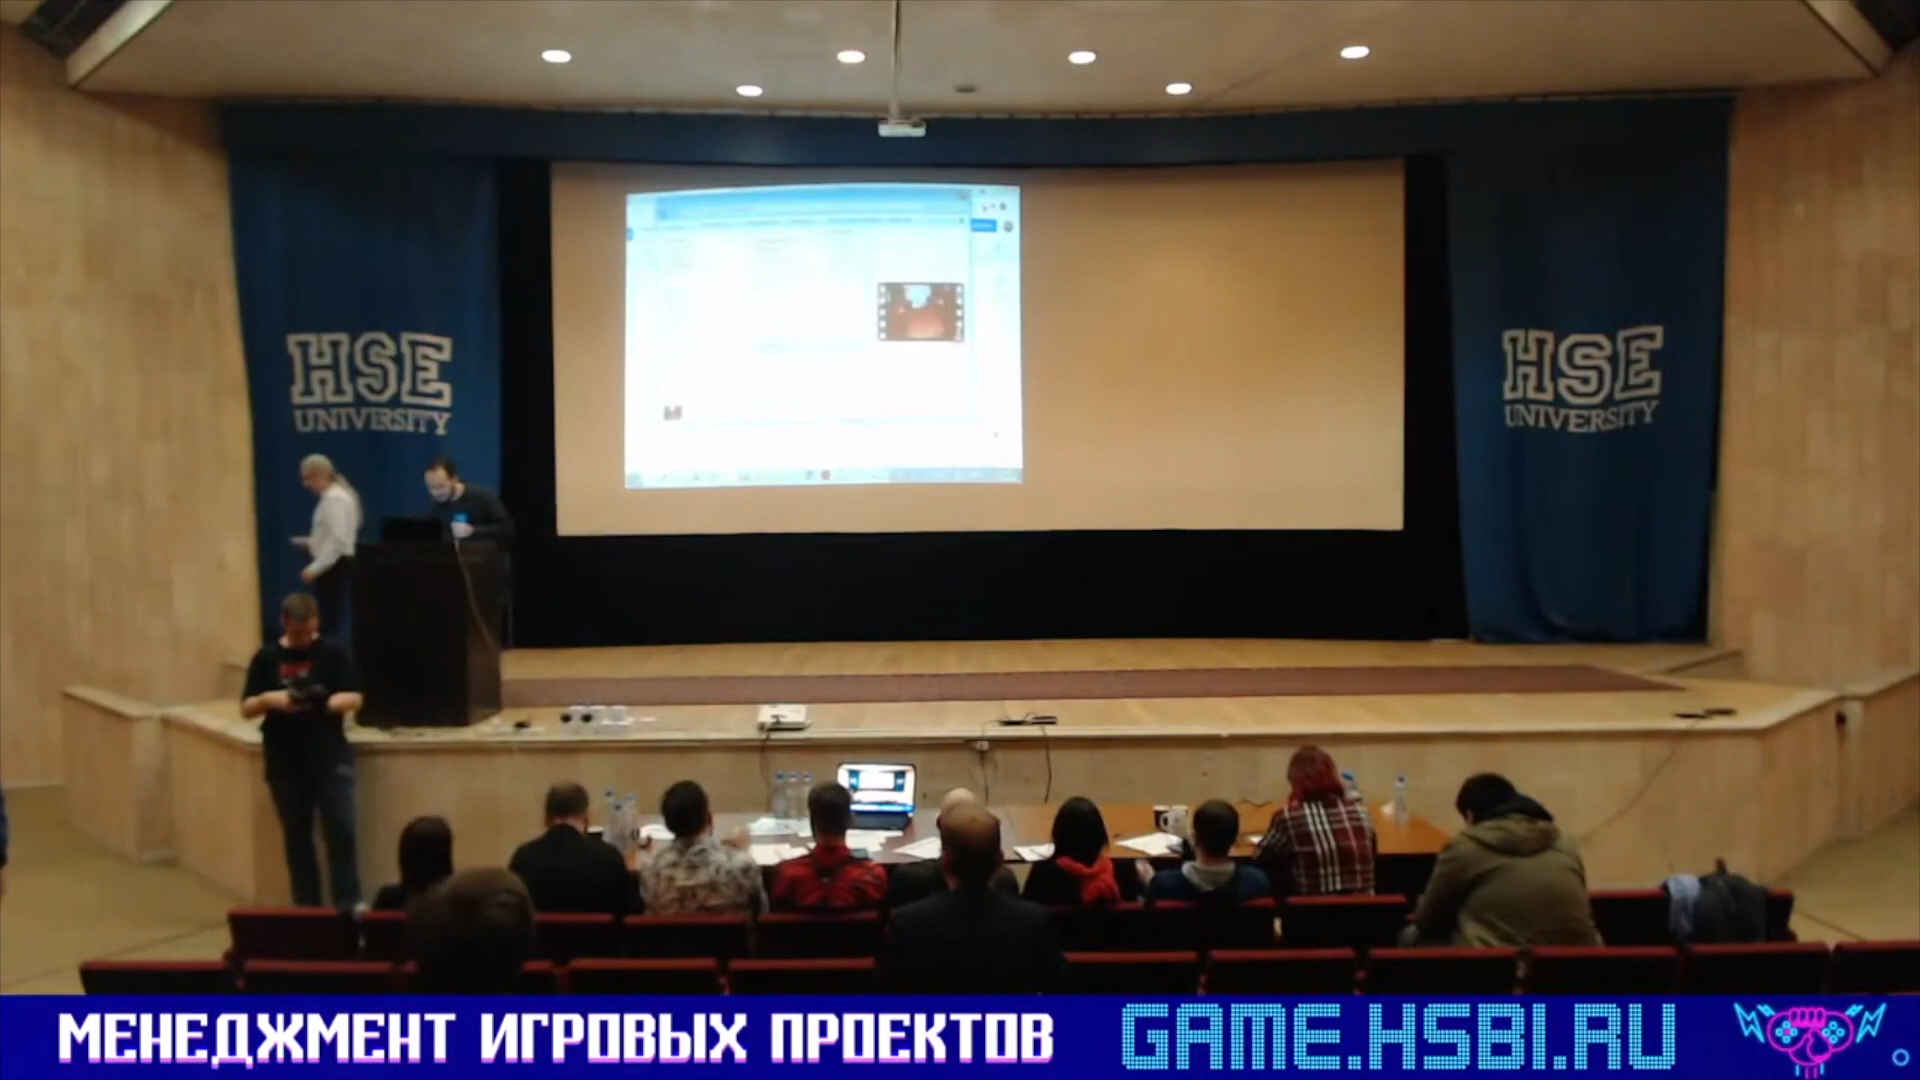 HSE
UNIVERSITY
HSE
UNIVERSITY
МЕНЕДЖМЕНТ ИГРОВЫХ ПРОЕКТОВ
GAME.HSBI.RU